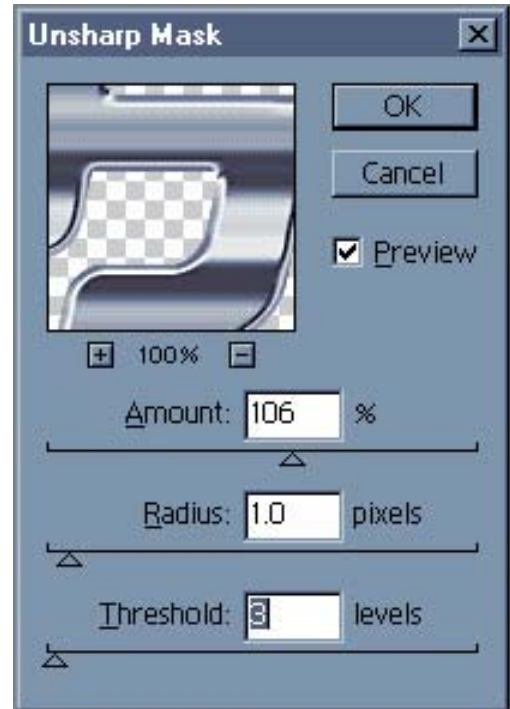 Unsharp Mask
OK
Cancel
Preview
+ 100% -
Amount: 106 %
Radius: 1.0 pixels
Threshold: 3 levels